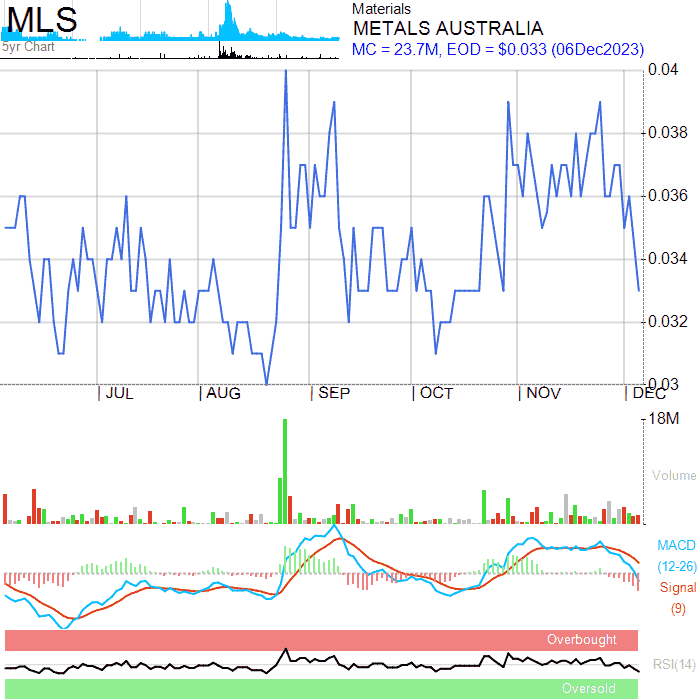 MLS
5yr Chart
Materials
METALS AUSTRALIA
MC = 23.7M, EOD = $0.033 (06Dec2023)
0.04
0.038
0.036
0.034
0.032
0.03
JUL AUG SEP OCT NOV DEC
18M
Volume
MACD
(12-26)
Signal
(9)
Overbought
RSI(14)
Oversold